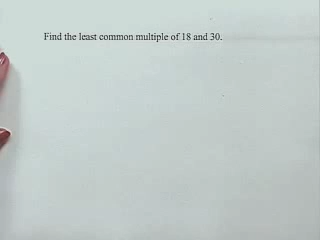 Find the least common multiple of 18 and 30.